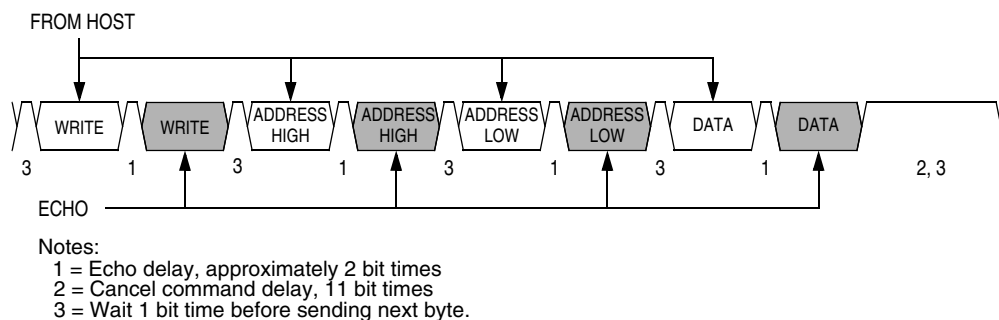 FROM HOST
WRITE WRITE ADDRESS HIGH ADDRESS HIGH ADDRESS LOW ADDRESS LOW DATA DATA
3 1 3 1 3 1 3 1 2, 3
ECHO
Notes:
1 = Echo delay, approximately 2 bit times
2 = Cancel command delay, 11 bit times
3 = Wait 1 bit time before sending next byte.